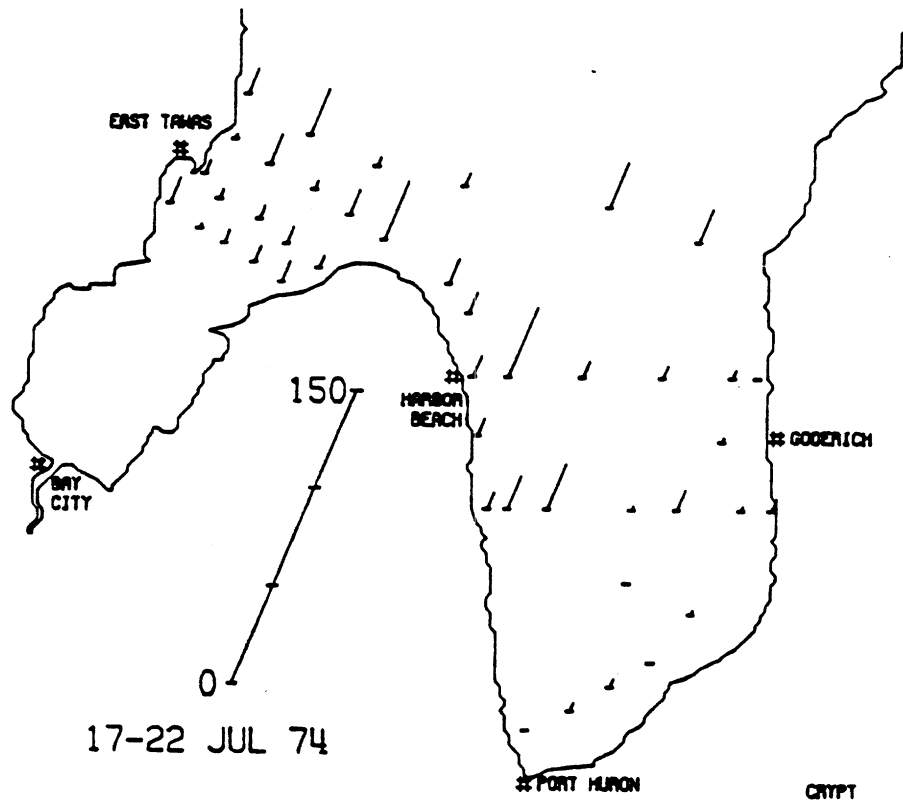 EAST TAWAS
150
HARBOR
BEACH
GODERICH
BAY
CITY
0
17-22 JUL 74
PORT HURON
CRYPT